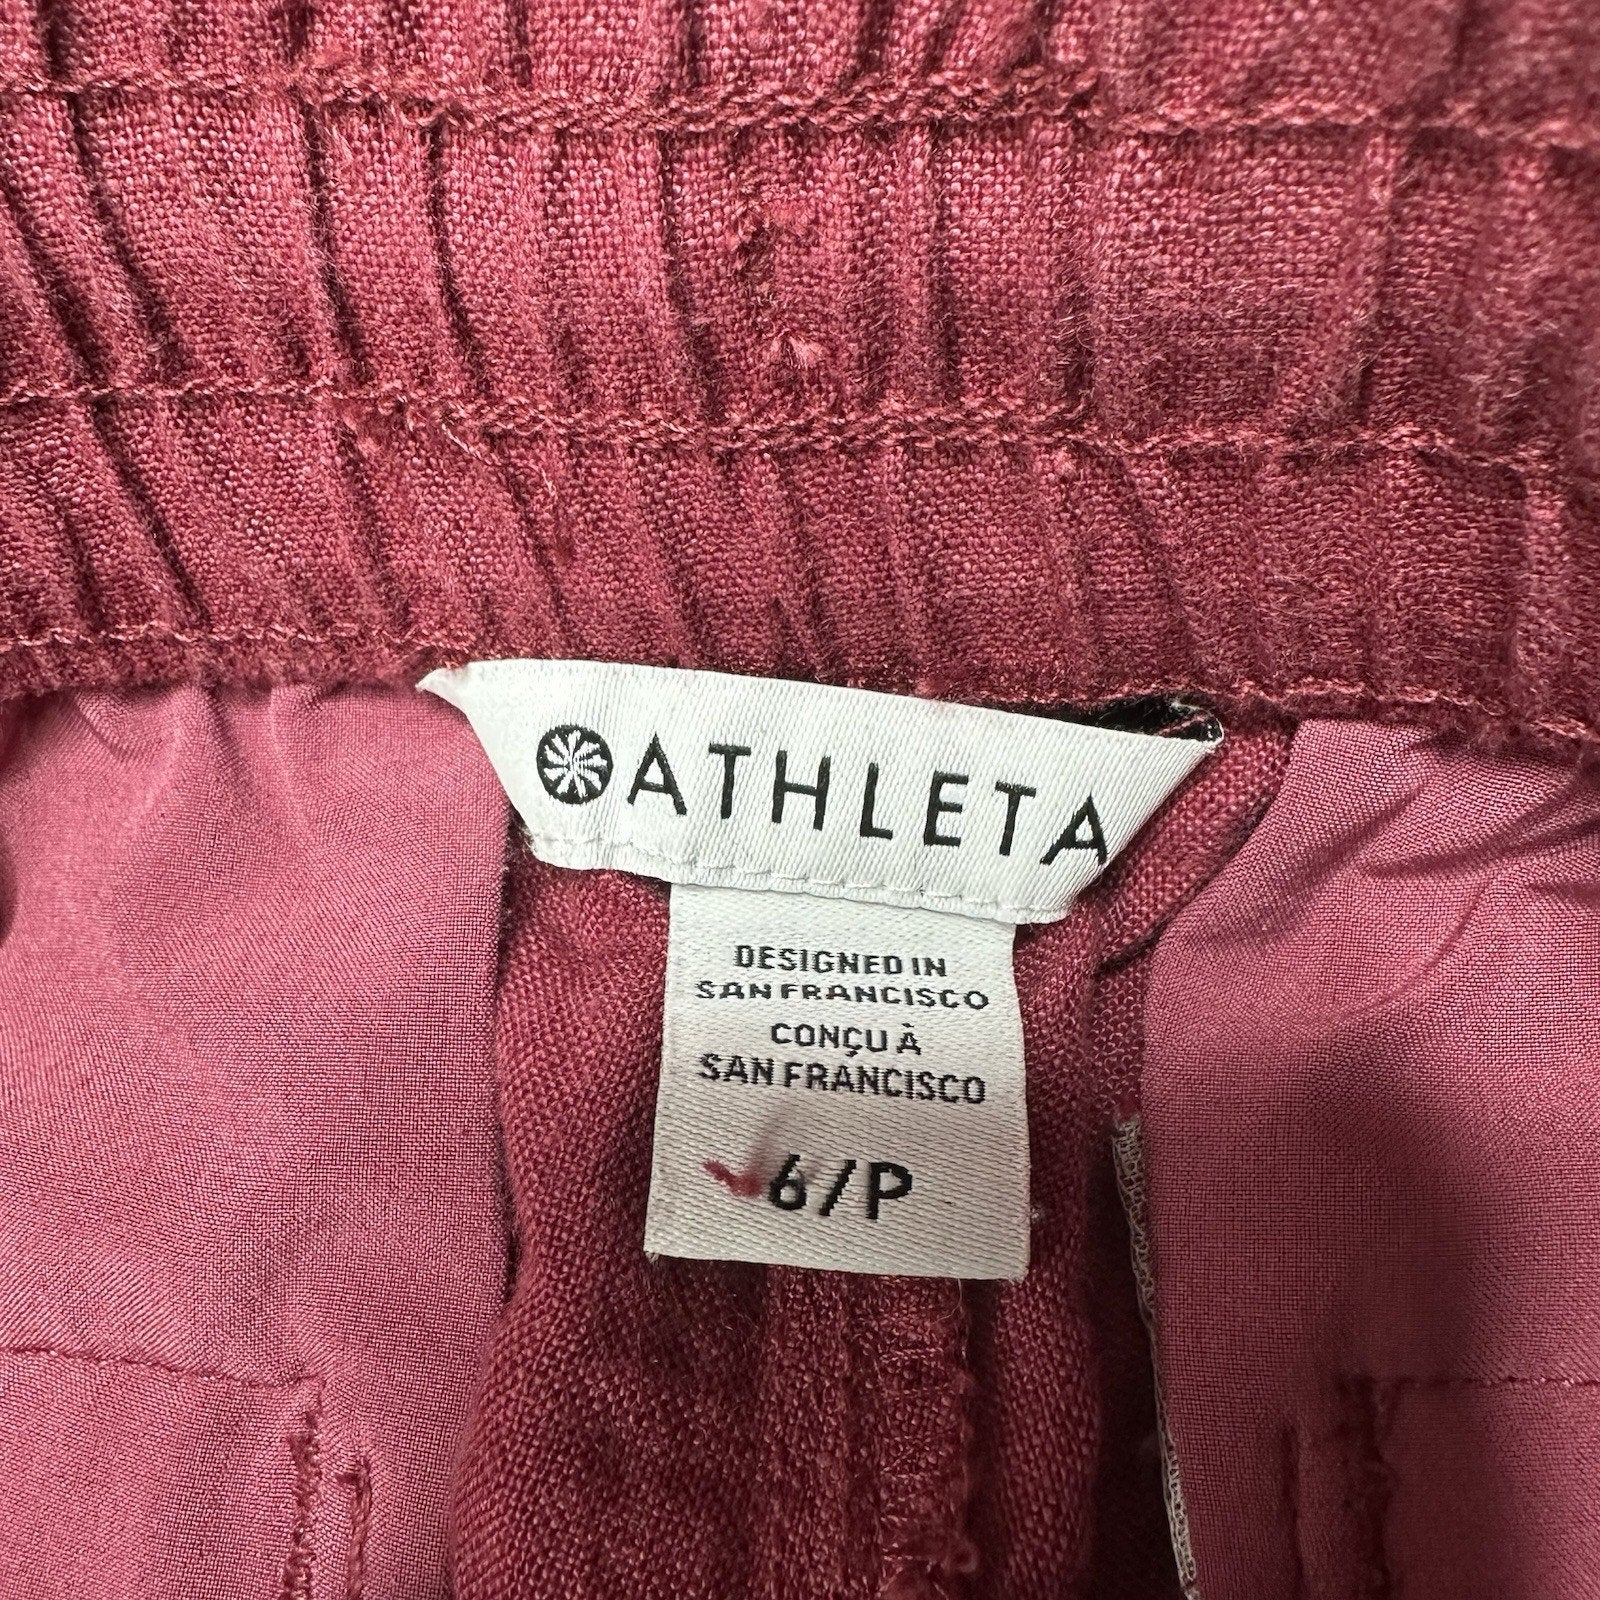 ATHLETA
DESIGNED IN
SAN FRANCISCO
CONÇU À
SAN FRANCISCO
6/P